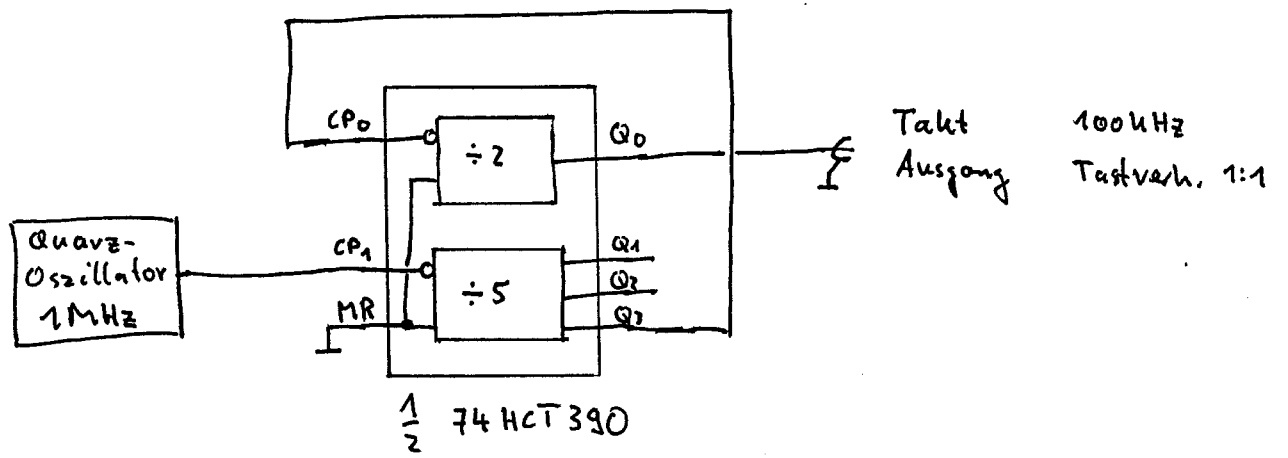 CP0
÷2
Q0
Takt 100kHz
Ausgang Tastverh. 1:1
Quarz-
Oszillator
1MHz
CP1
÷5
Q1
Q2
Q3
MR
1/2 74HCT390